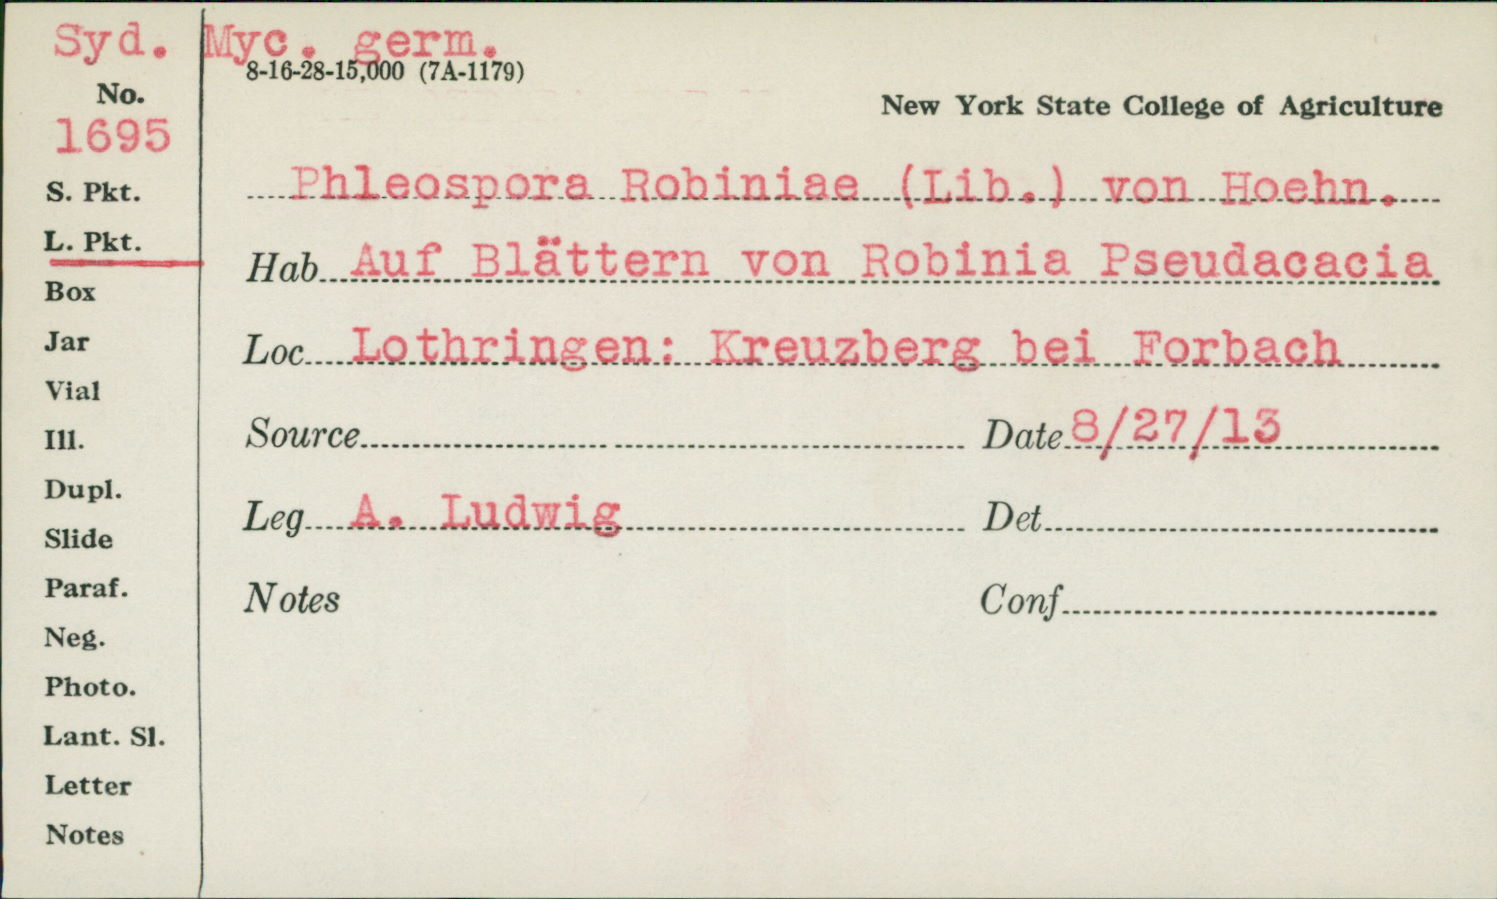 Syd. Myc. germ.
8-16-28-15,000 (7A-1179)
No.
1695
New York State College of Agriculture
S. Pkt.
Phleospora Robiniae (Lib.) von Hoehn.
L. Pkt.
Hab Auf Blättern von Robinia Pseudacacia
Box
Jar
Loc Lothringen: Kreuzberg bei Forbach
Vial
Ill.
Source Date 8/27/13
Dupl.
Leg A. Ludwig Det
Slide
Paraf.
Notes Conf
Neg.
Photo.
Lant. Sl.
Letter
Notes